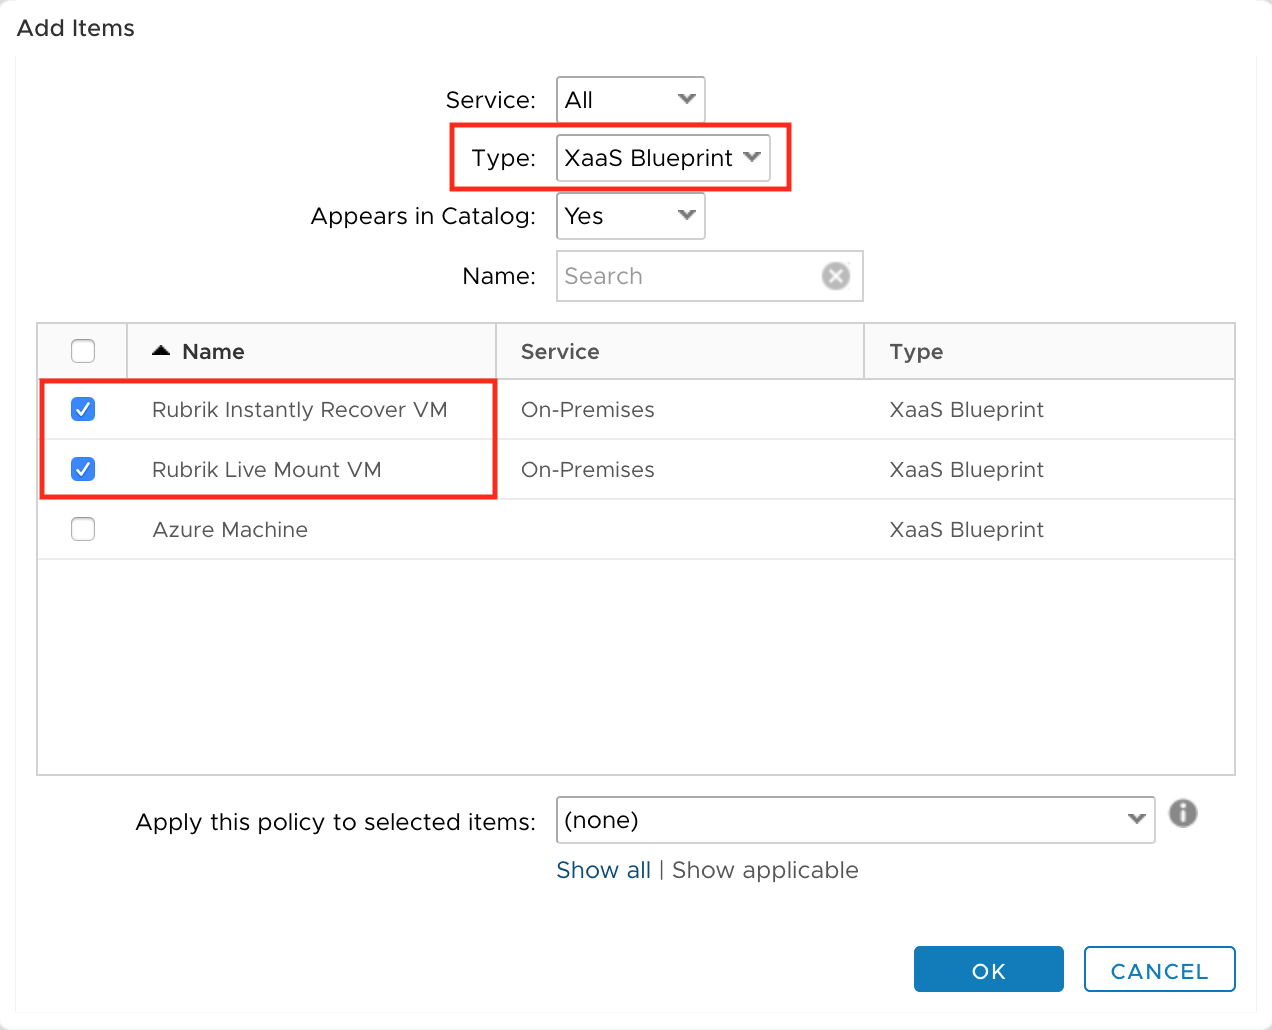 Add Items
Service: All
Type: XaaS Blueprint
Appears in Catalog: Yes
Name: Search
Name Service Type
Rubrik Instantly Recover VM On-Premises XaaS Blueprint
Rubrik Live Mount VM On-Premises XaaS Blueprint
Azure Machine XaaS Blueprint
Apply this policy to selected items: (none)
Show all | Show applicable
OK CANCEL